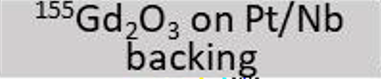 ¹⁵⁵Gd₂O₃ on Pt/Nb
backing